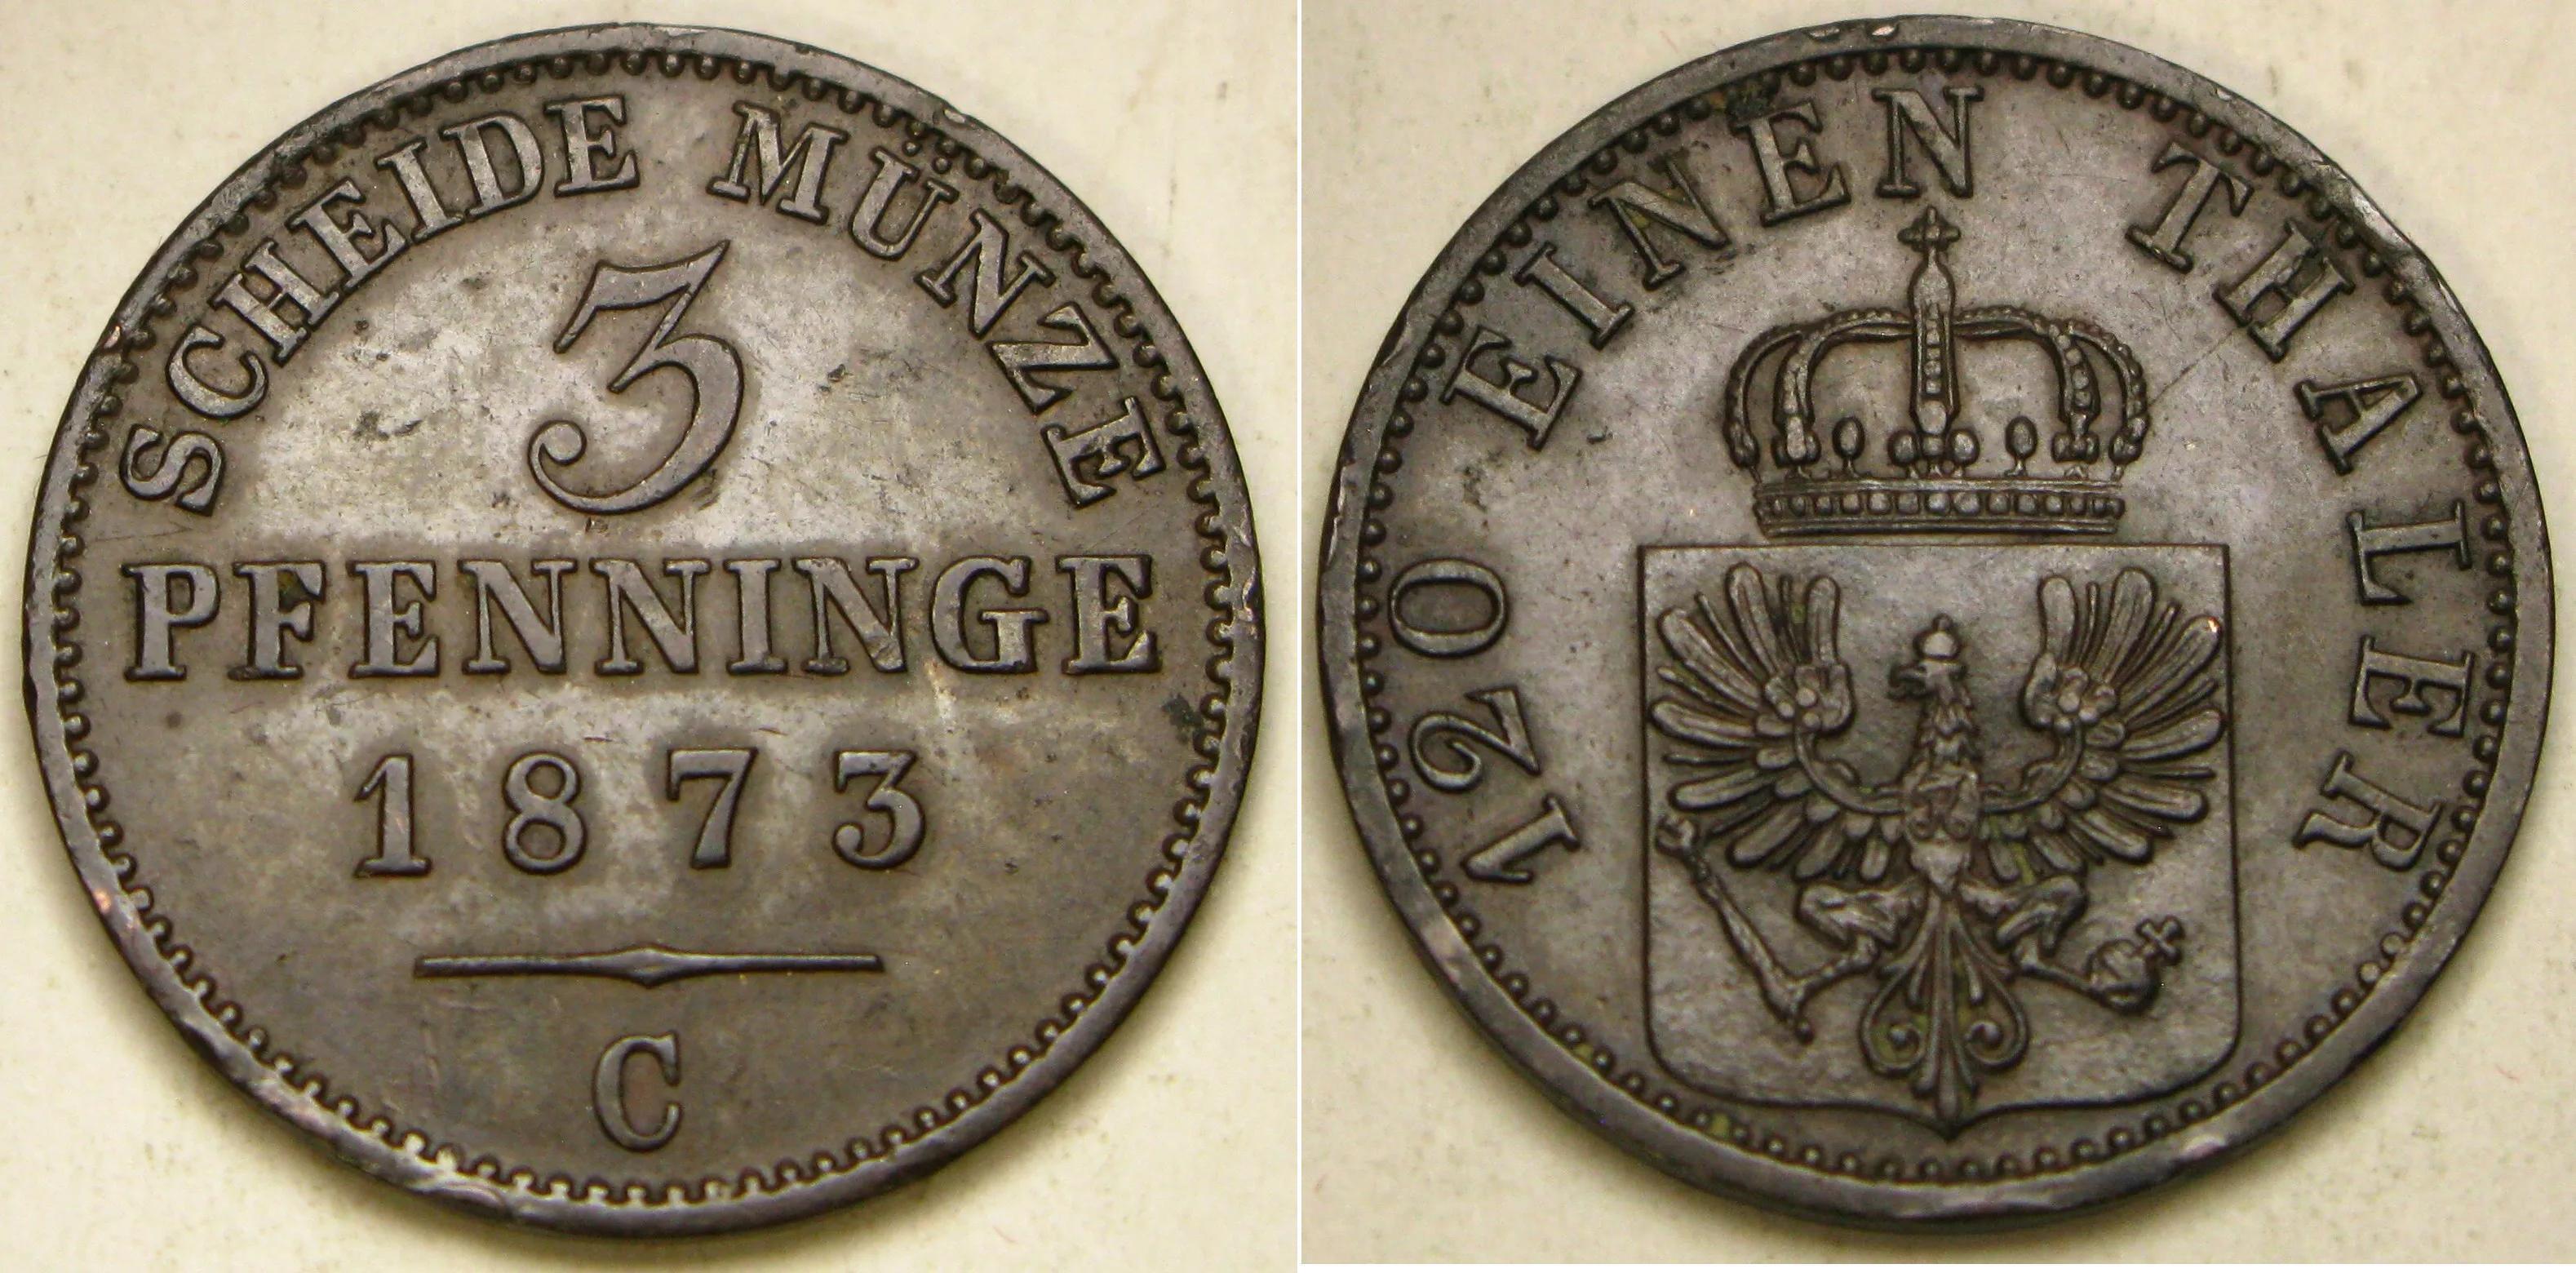 SCHEIDE MÜNZE
3
PFENNINGE
1873
C
120 EINEN THALER